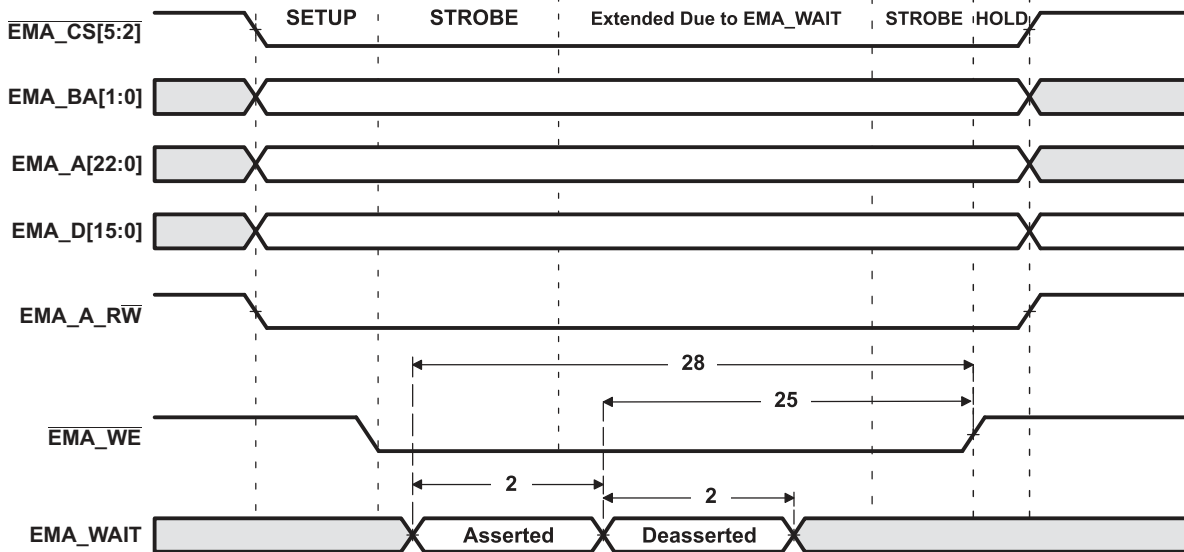 SETUP STROBE Extended Due to EMA_WAIT STROBE HOLD
EMA_CS[5:2]
EMA_BA[1:0]
EMA_A[22:0]
EMA_D[15:0]
EMA_A_RW
28
25
EMA_WE
2
2
EMA_WAIT Asserted Deasserted